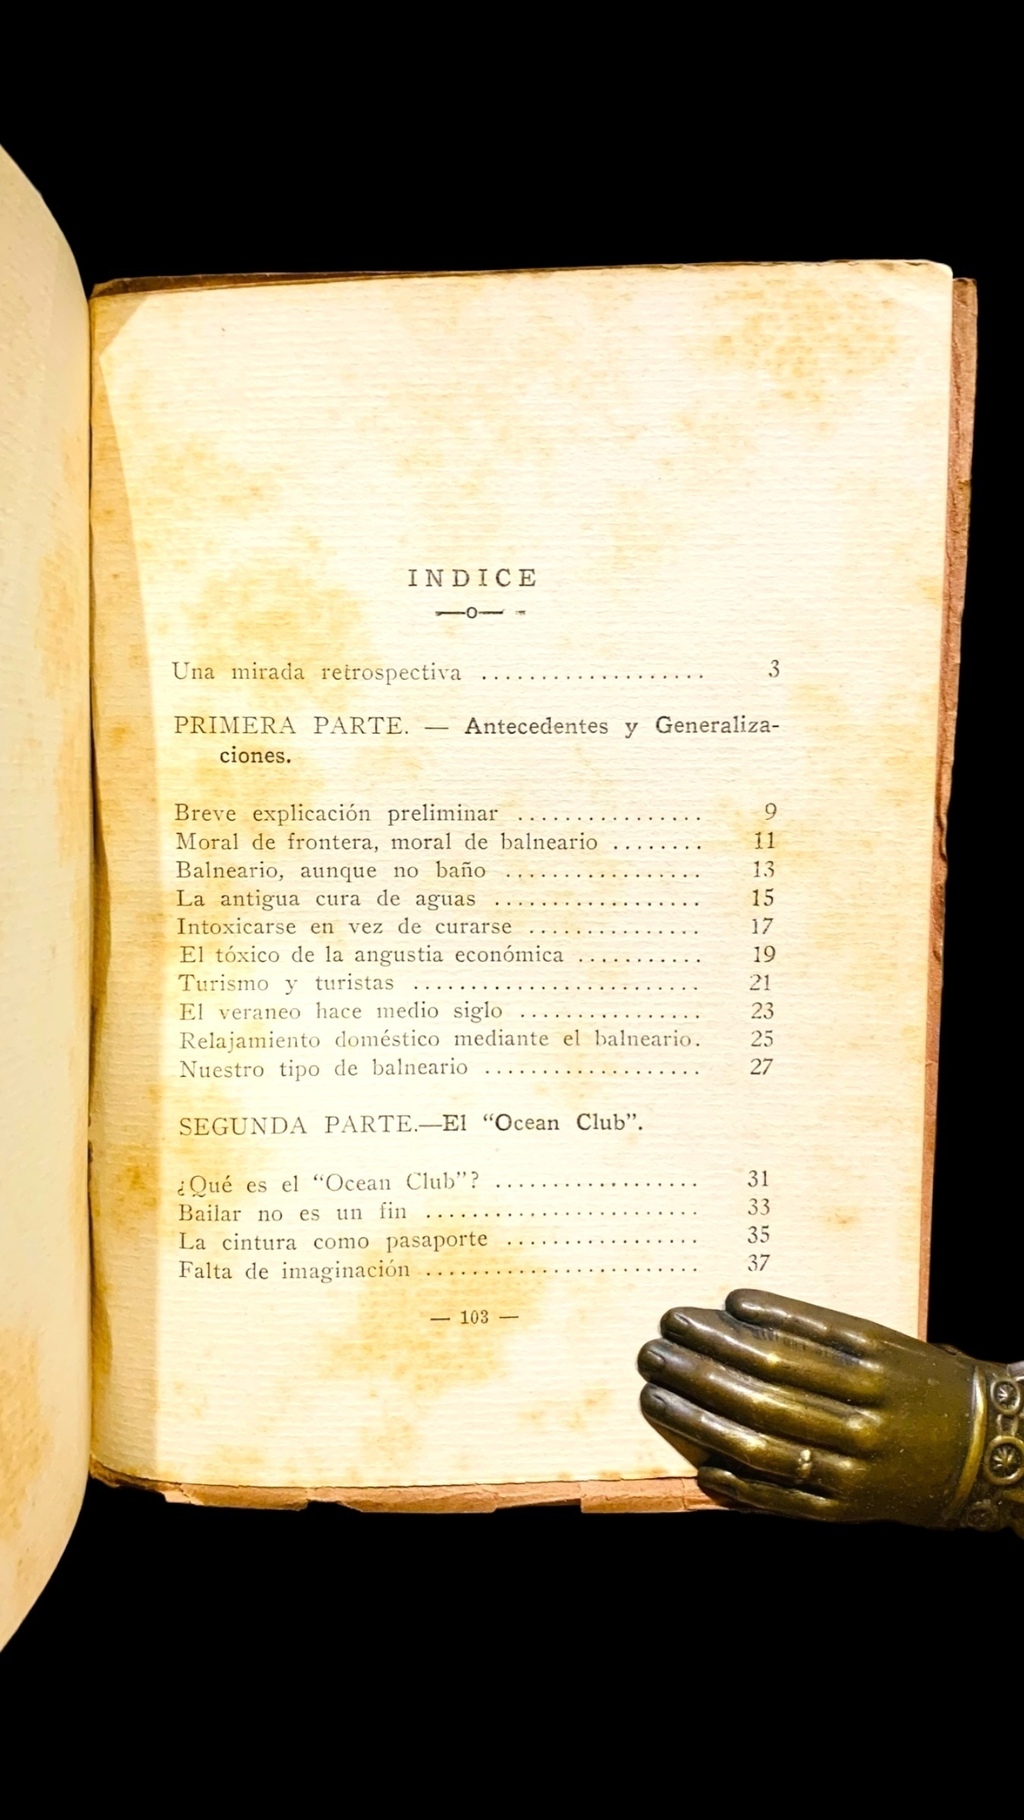 INDICE
Una mirada retrospectiva ................... 3
PRIMERA PARTE. — Antecedentes y Generaliza-
ciones.
Breve explicación preliminar ................ 9
Moral de frontera, moral de balneario ........ 11
Balneario, aunque no baño ................. 13
La antigua cura de aguas .................. 15
Intoxicarse en vez de curarse ............... 17
El tóxico de la angustia económica ........... 19
Turismo y turistas ......................... 21
El veraneo hace medio siglo ................ 23
Relajamiento doméstico mediante el balneario. 25
Nuestro tipo de balneario ................... 27
SEGUNDA PARTE.—El “Ocean Club”.
¿Qué es el “Ocean Club”? .................. 31
Bailar no es un fin ........................ 33
La cintura como pasaporte ................. 35
Falta de imaginación ........................ 37
— 103 —